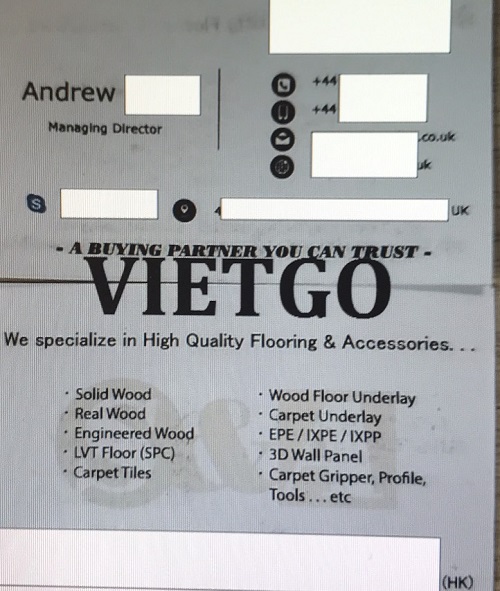 Andrew
Managing Director
+44
+44
.co.uk
uk
UK
- A BUYING PARTNER YOU CAN TRUST -
VIETGO
We specialize in High Quality Flooring & Accessories. . .
· Solid Wood
· Real Wood
· Engineered Wood
· LVT Floor (SPC)
· Carpet Tiles
· Wood Floor Underlay
· Carpet Underlay
· EPE / IXPE / IXPP
· 3D Wall Panel
· Carpet Gripper, Profile,
Tools . . . etc
(HK)